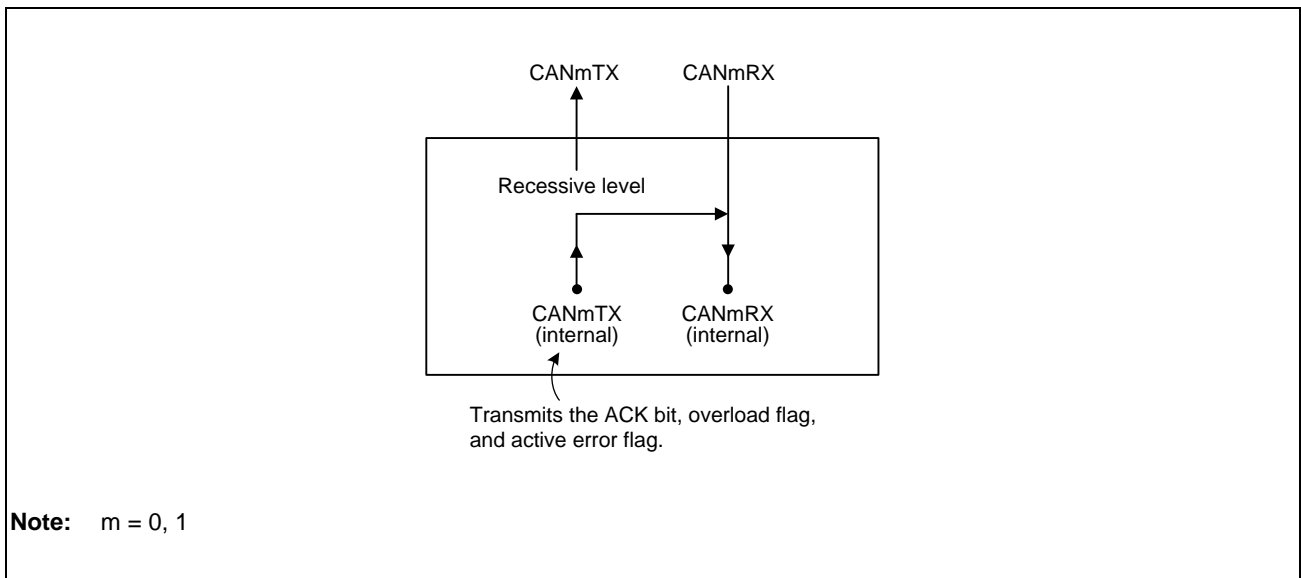 CANmTX CANmRX
Recessive level
CANmTX CANmRX
(internal) (internal)
Transmits the ACK bit, overload flag,
and active error flag.
Note: m = 0, 1